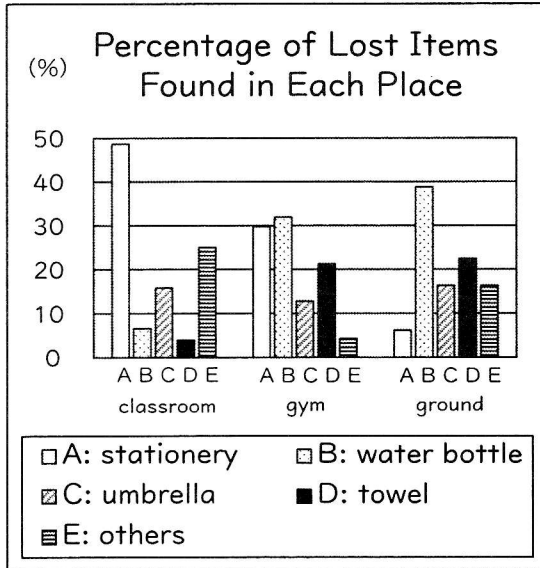 Percentage of Lost Items
(%)
Found in Each Place
50
40
30
20
10
0
A B C D E A B C D E A B C D E
classroom gym ground
A: stationery B: water bottle
C: umbrella D: towel
E: others